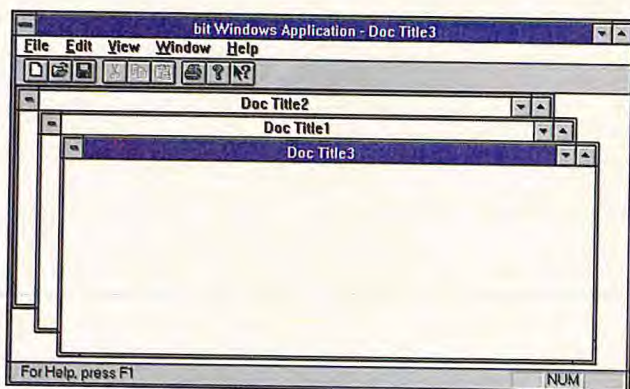 bit Windows Application - Doc Title3
File Edit View Window Help
Doc Title2
Doc Title1
Doc Title3
For Help, press F1
NUM